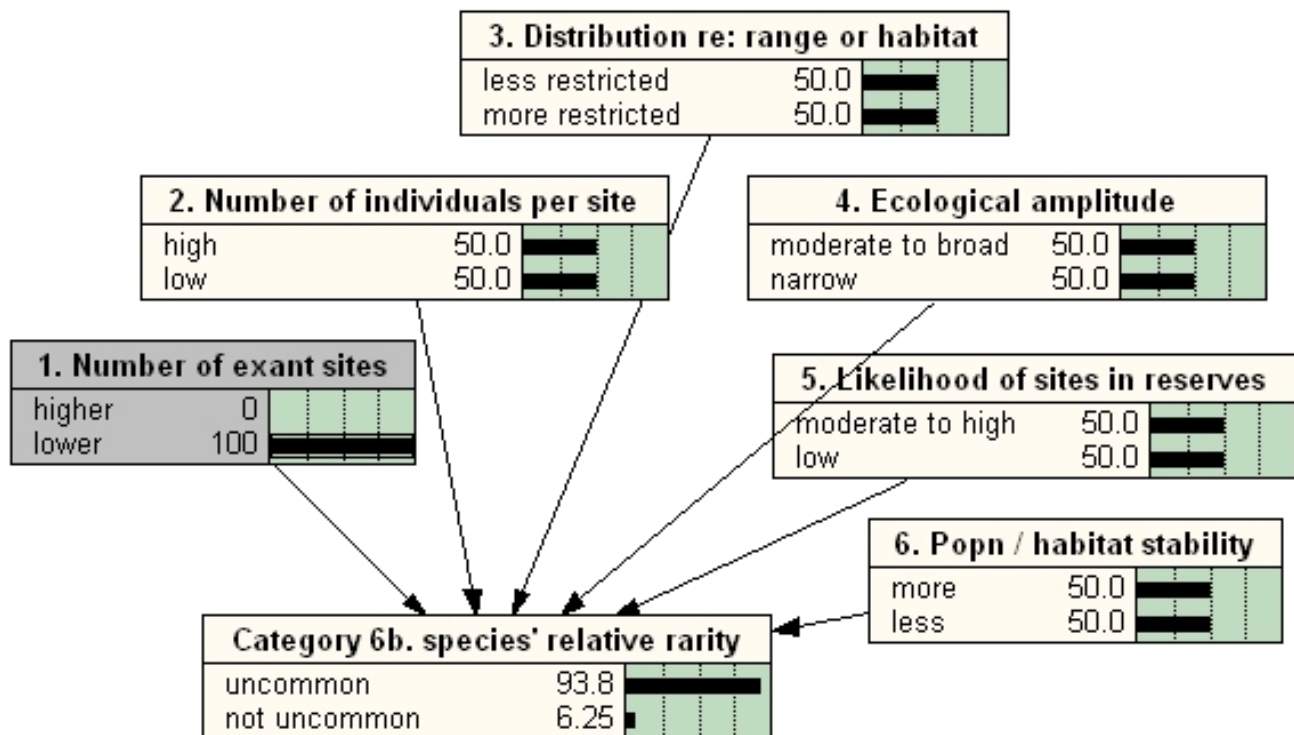 3. Distribution re: range or habitat
less restricted 50.0
more restricted 50.0
2. Number of individuals per site
high 50.0
low 50.0
4. Ecological amplitude
moderate to broad 50.0
narrow 50.0
1. Number of exant sites
higher 0
lower 100
5. Likelihood of sites in reserves
moderate to high 50.0
low 50.0
6. Popn / habitat stability
more 50.0
less 50.0
Category 6b. species' relative rarity
uncommon 93.8
not uncommon 6.25